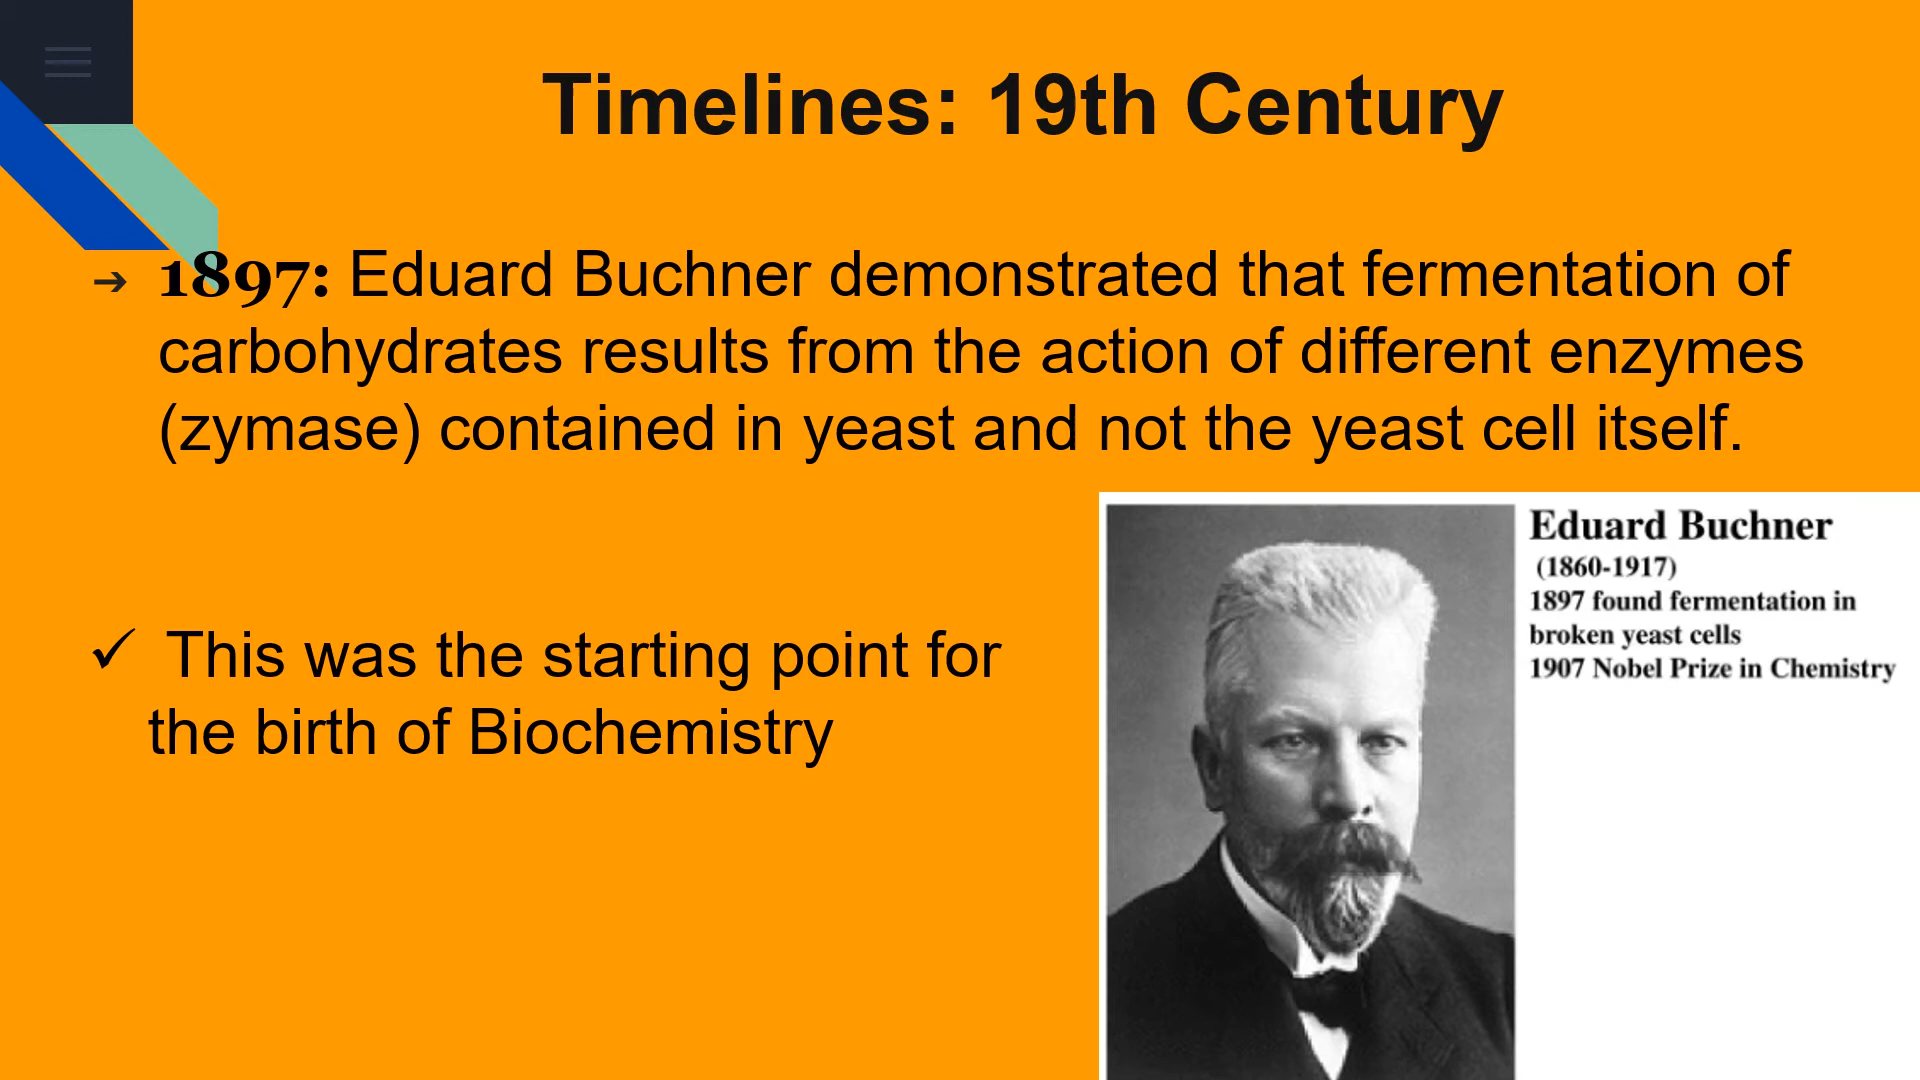 Timelines: 19th Century
➔ 1897: Eduard Buchner demonstrated that fermentation of
carbohydrates results from the action of different enzymes
(zymase) contained in yeast and not the yeast cell itself.
✓ This was the starting point for
the birth of Biochemistry
Eduard Buchner
(1860-1917)
1897 found fermentation in
broken yeast cells
1907 Nobel Prize in Chemistry